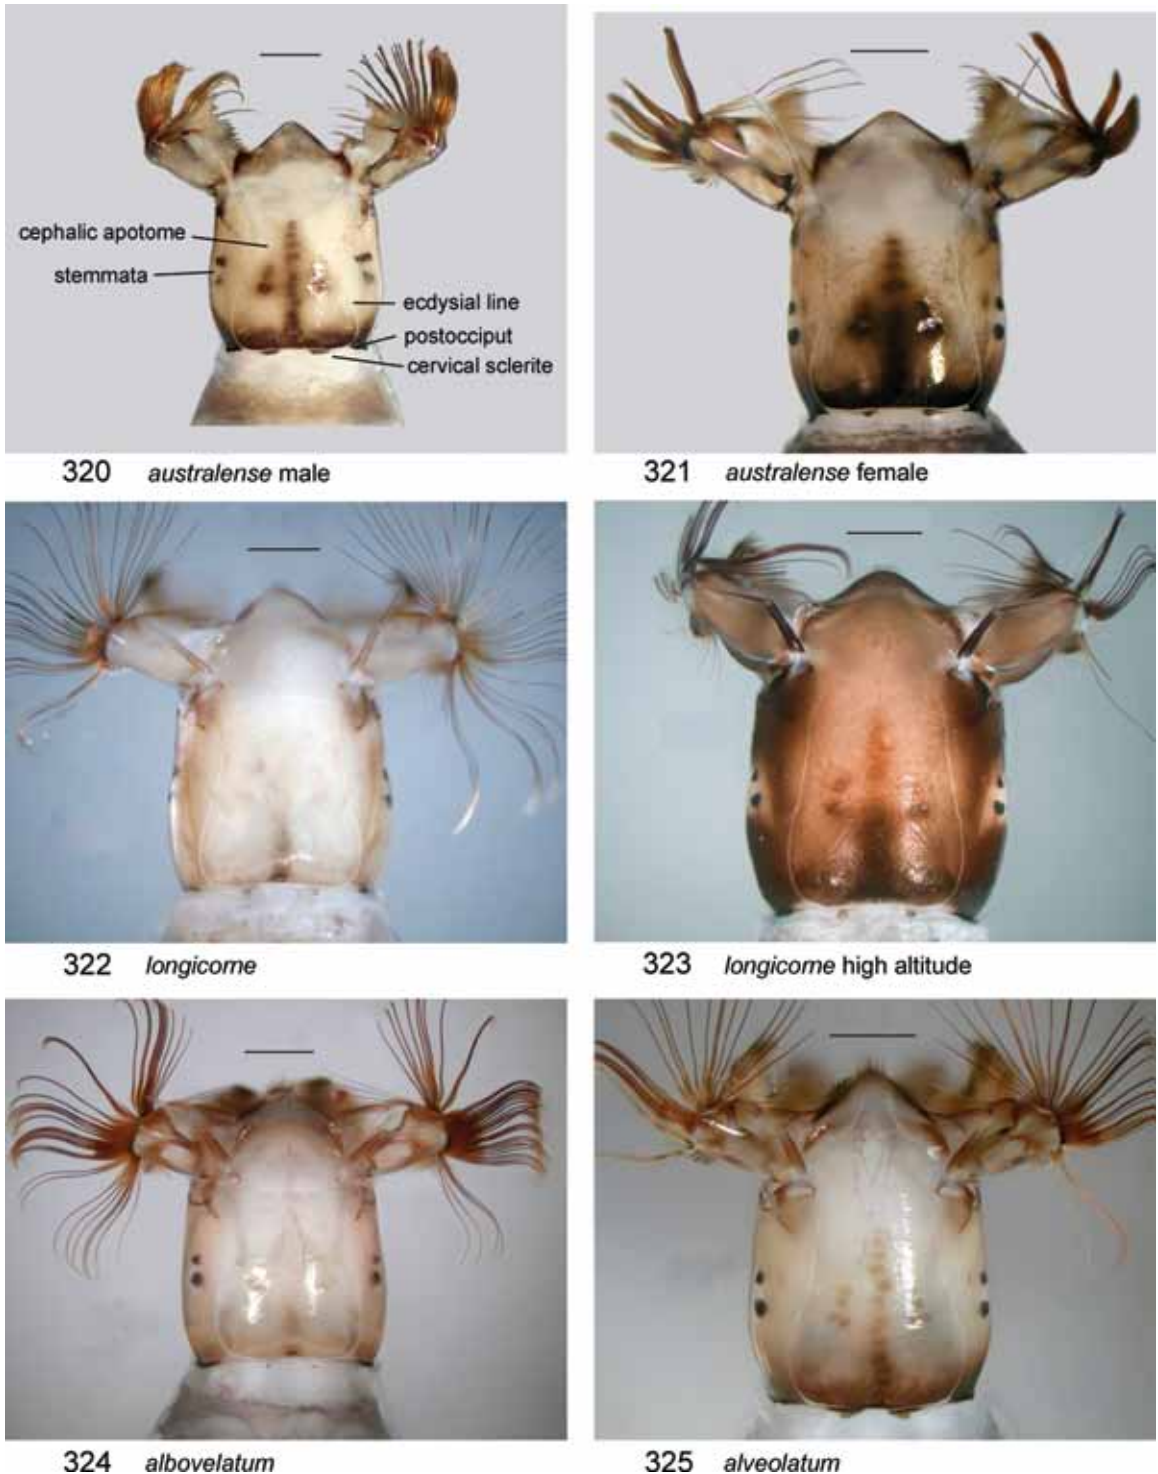 cephalic apotome
stemmata
ecdysial line
postocciput
cervical sclerite
320 australense male
321 australense female
322 longicorne
323 longicorne high altitude
324 albovelatum
325 alveolatum